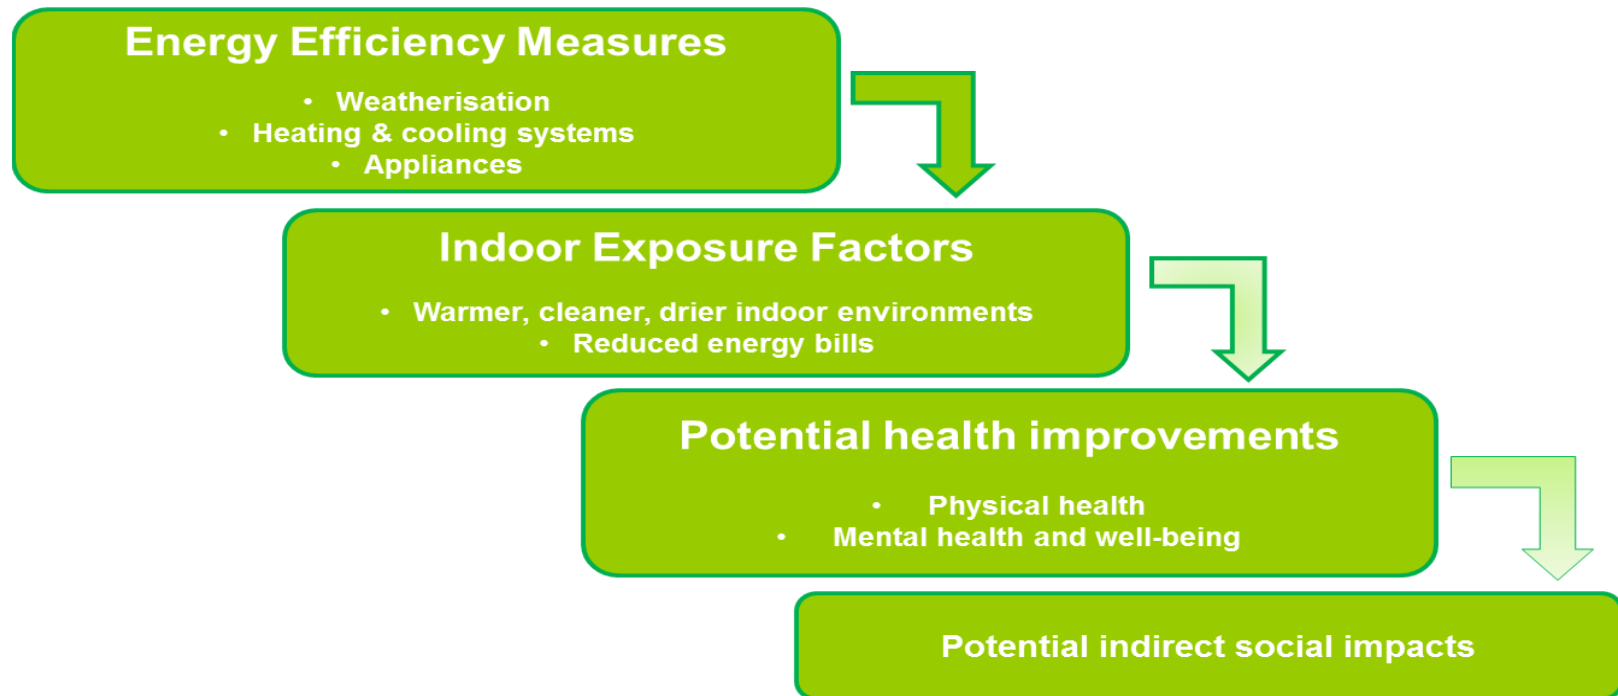 Energy Efficiency Measures
• Weatherisation
• Heating & cooling systems
• Appliances
Indoor Exposure Factors
• Warmer, cleaner, drier indoor environments
• Reduced energy bills
Potential health improvements
• Physical health
• Mental health and well-being
Potential indirect social impacts